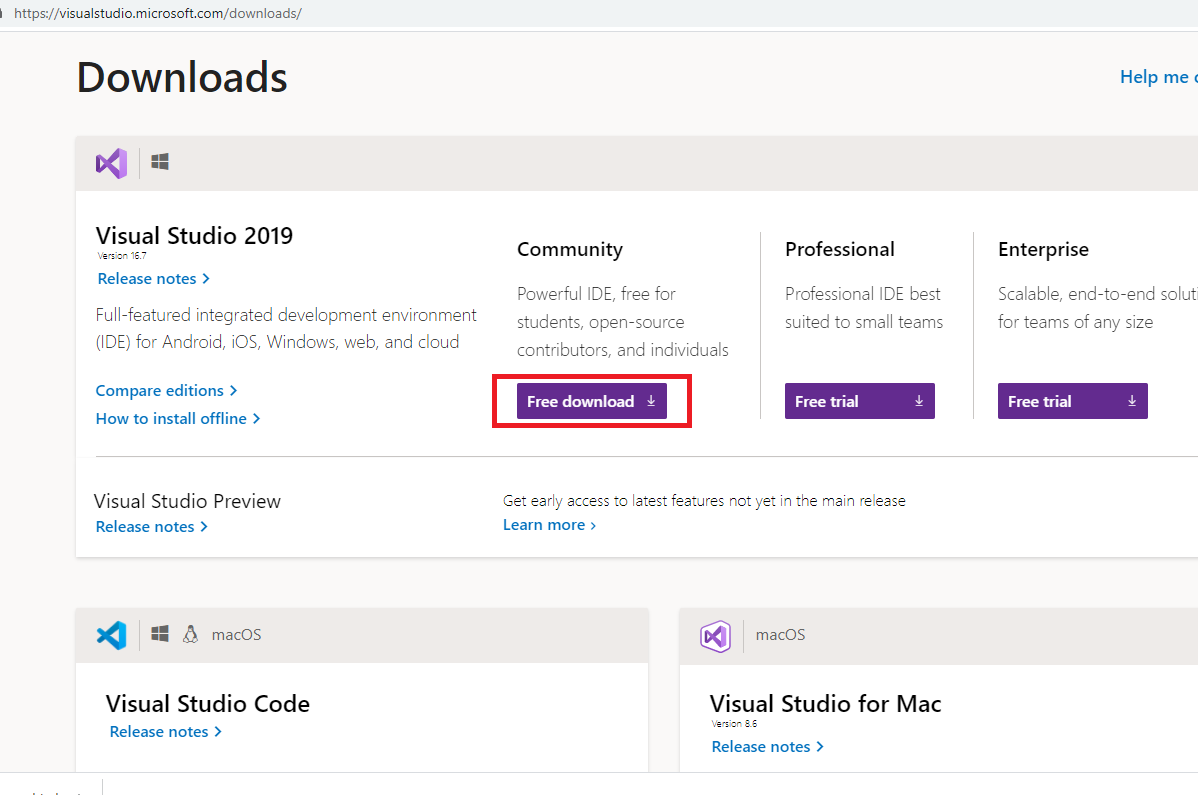 https://visualstudio.microsoft.com/downloads/
Downloads
Help me
Visual Studio 2019
Version 16.7
Release notes
Full-featured integrated development environment
(IDE) for Android, iOS, Windows, web, and cloud
Compare editions
How to install offline
Community
Powerful IDE, free for
students, open-source
contributors, and individuals
Free download
Professional
Professional IDE best
suited to small teams
Free trial
Enterprise
Scalable, end-to-end
for teams of any size
Free trial
Visual Studio Preview
Release notes
Get early access to latest features not yet in the main release
Learn more
macOS
Visual Studio Code
Release notes
macOS
Visual Studio for Mac
Version 8.6
Release notes